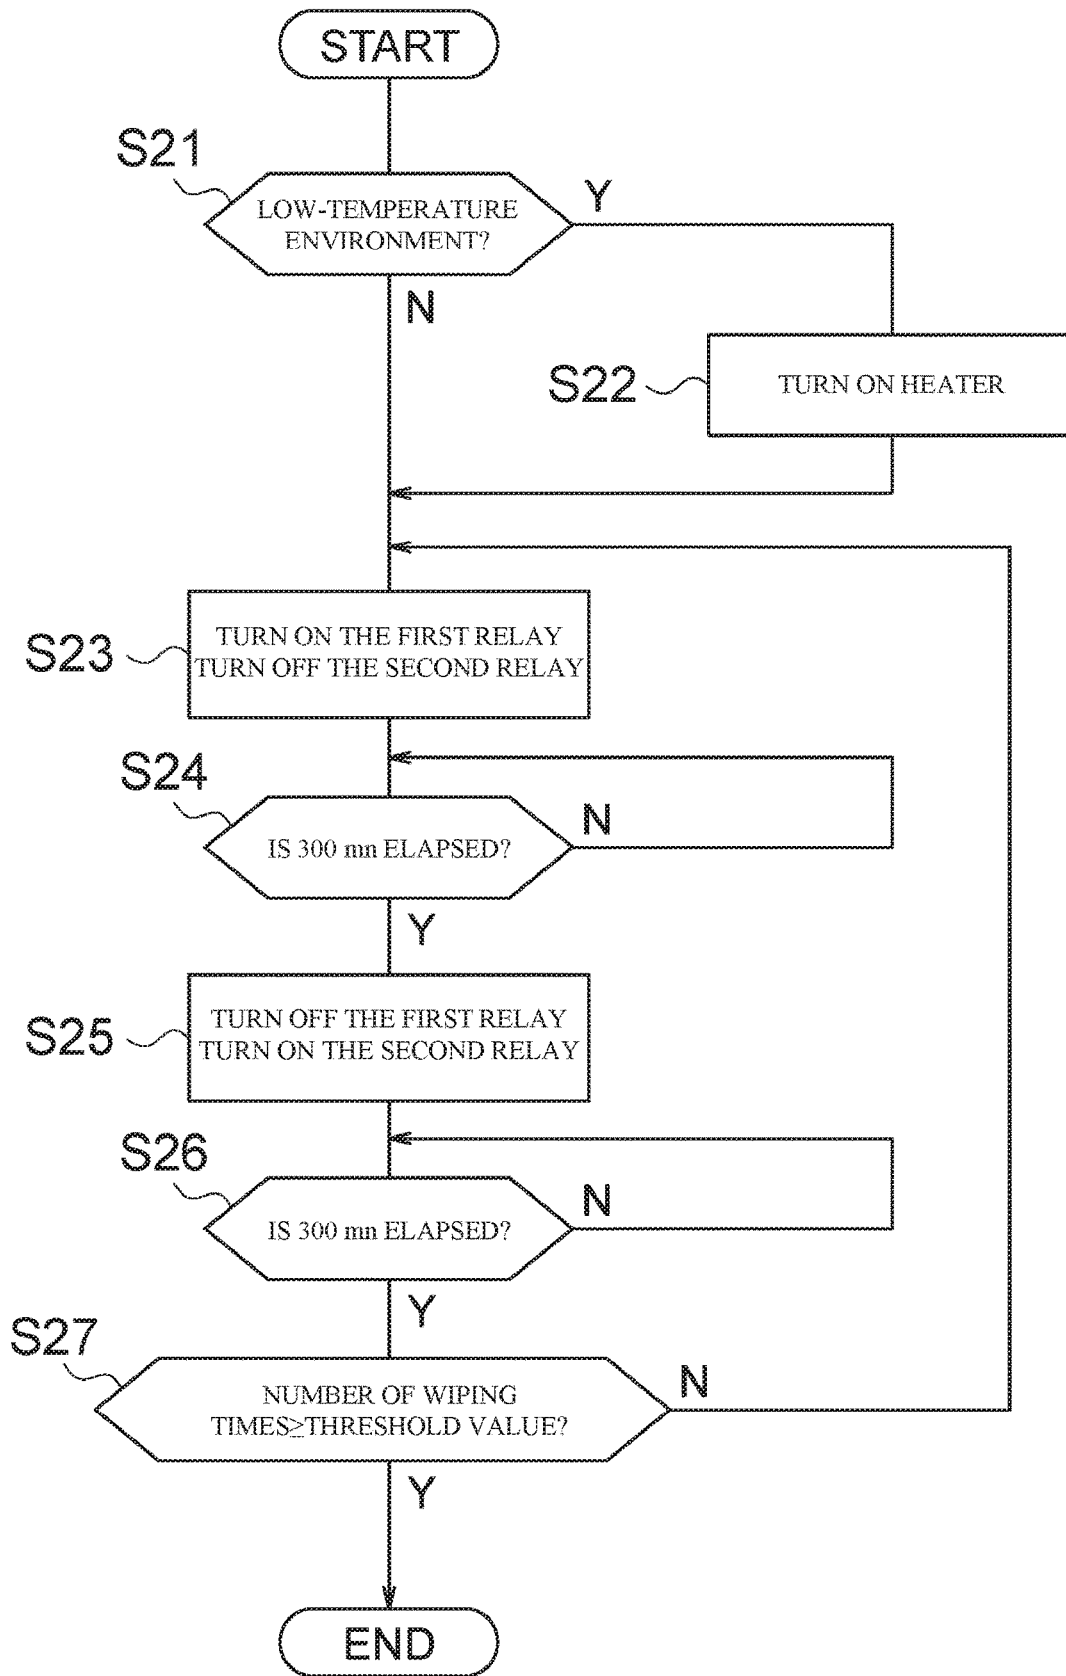 START
S21
LOW-TEMPERATURE
ENVIRONMENT?
Y
N
S22
TURN ON HEATER
S23
TURN ON THE FIRST RELAY
TURN OFF THE SECOND RELAY
S24
IS 300 mn ELAPSED?
N
Y
S25
TURN OFF THE FIRST RELAY
TURN ON THE SECOND RELAY
S26
IS 300 mn ELAPSED?
N
Y
S27
NUMBER OF WIPING
TIMES≥THRESHOLD VALUE?
N
Y
END